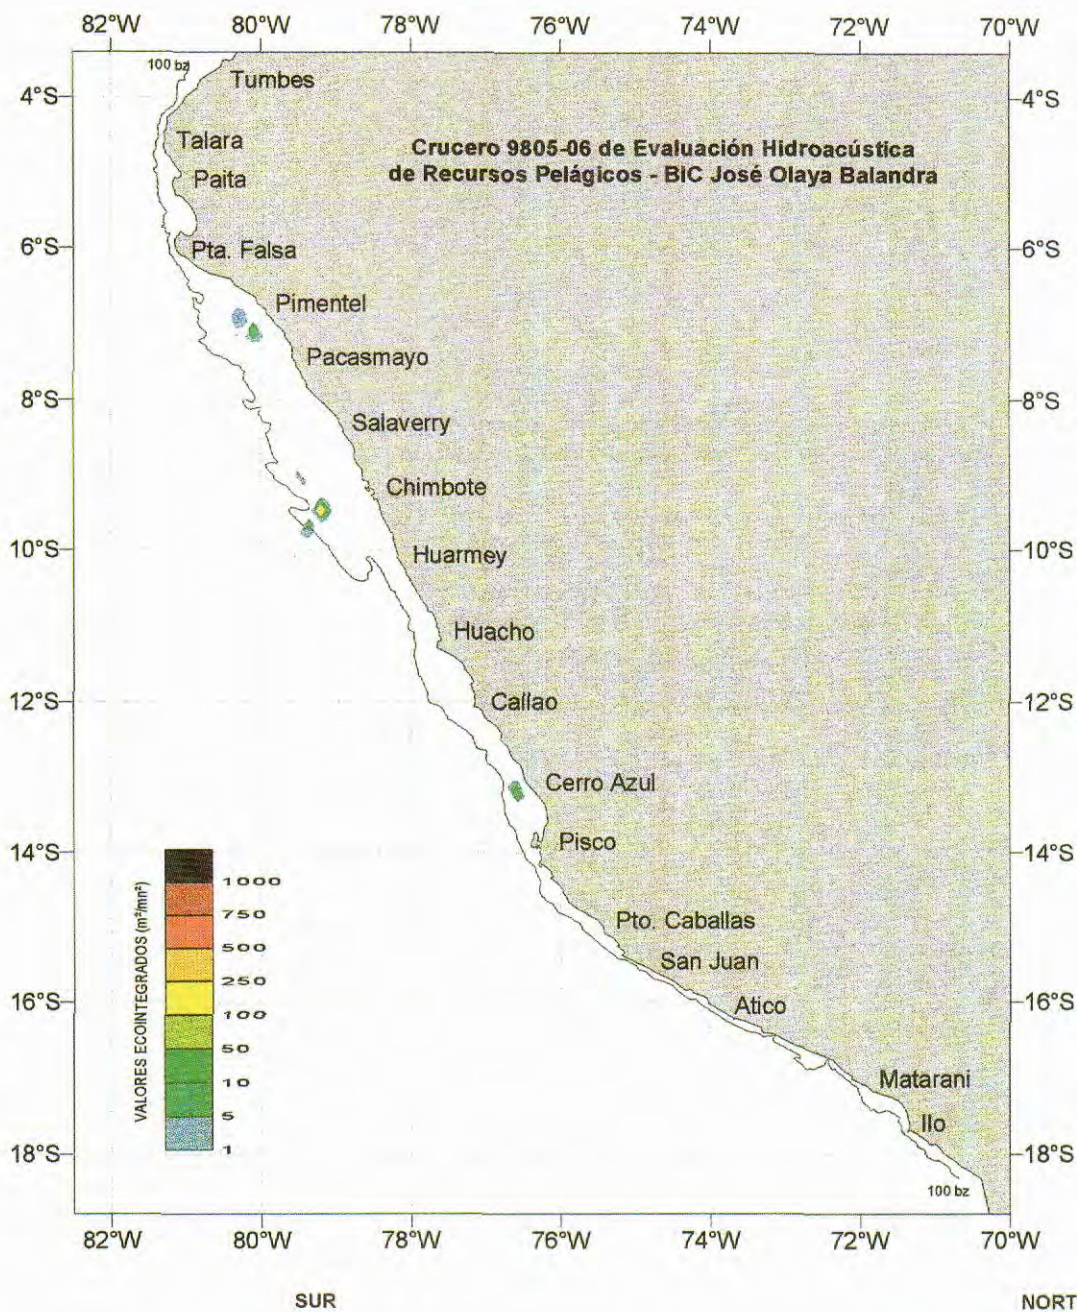 82°W 80°W 78°W 76°W 74°W 72°W 70°W
100 bz
Tumbes
4°S 4°S
Talara
Crucero 9805-06 de Evaluación Hidroacústica
de Recursos Pelágicos - BIC José Olaya Balandra
Paita
6°S Pta. Falsa 6°S
Pimentel
Pacasmayo
8°S 8°S
Salaverry
Chimbote
10°S Huarmey 10°S
Huacho
12°S Callao 12°S
Cerro Azul
14°S Pisco 14°S
VALORES ECOINTEGRADOS (m²/mn²)
1000
750
500
250
100
50
10
5
1
Pto. Caballas
San Juan
16°S Atico 16°S
Matarani
Ilo
18°S 18°S
100 bz
82°W 80°W 78°W 76°W 74°W 72°W 70°W
SUR NORT